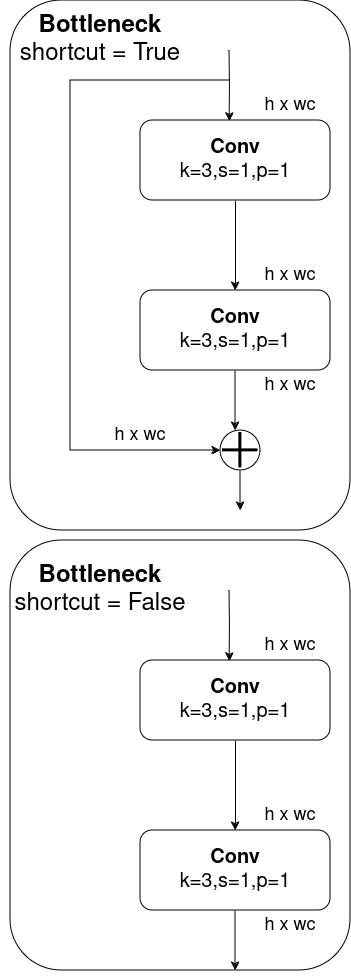 Bottleneck
shortcut = True
h x wc
Conv
k=3,s=1,p=1
h x wc
Conv
k=3,s=1,p=1
h x wc
h x wc
Bottleneck
shortcut = False
h x wc
Conv
k=3,s=1,p=1
h x wc
Conv
k=3,s=1,p=1
h x wc